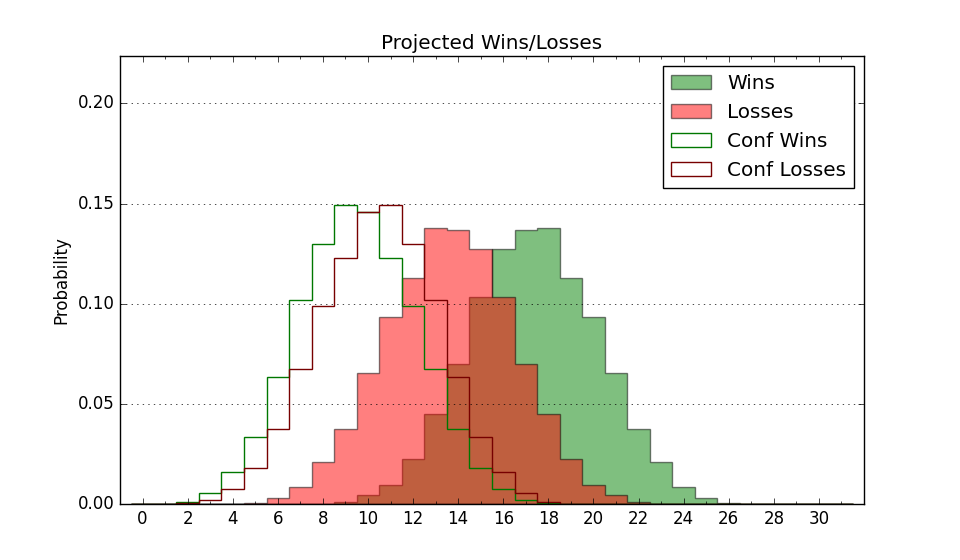 Projected Wins/Losses
Wins
Losses
Conf Wins
Conf Losses
Probability
0.20
0.15
0.10
0.05
0.00
0 2 4 6 8 10 12 14 16 18 20 22 24 26 28 30